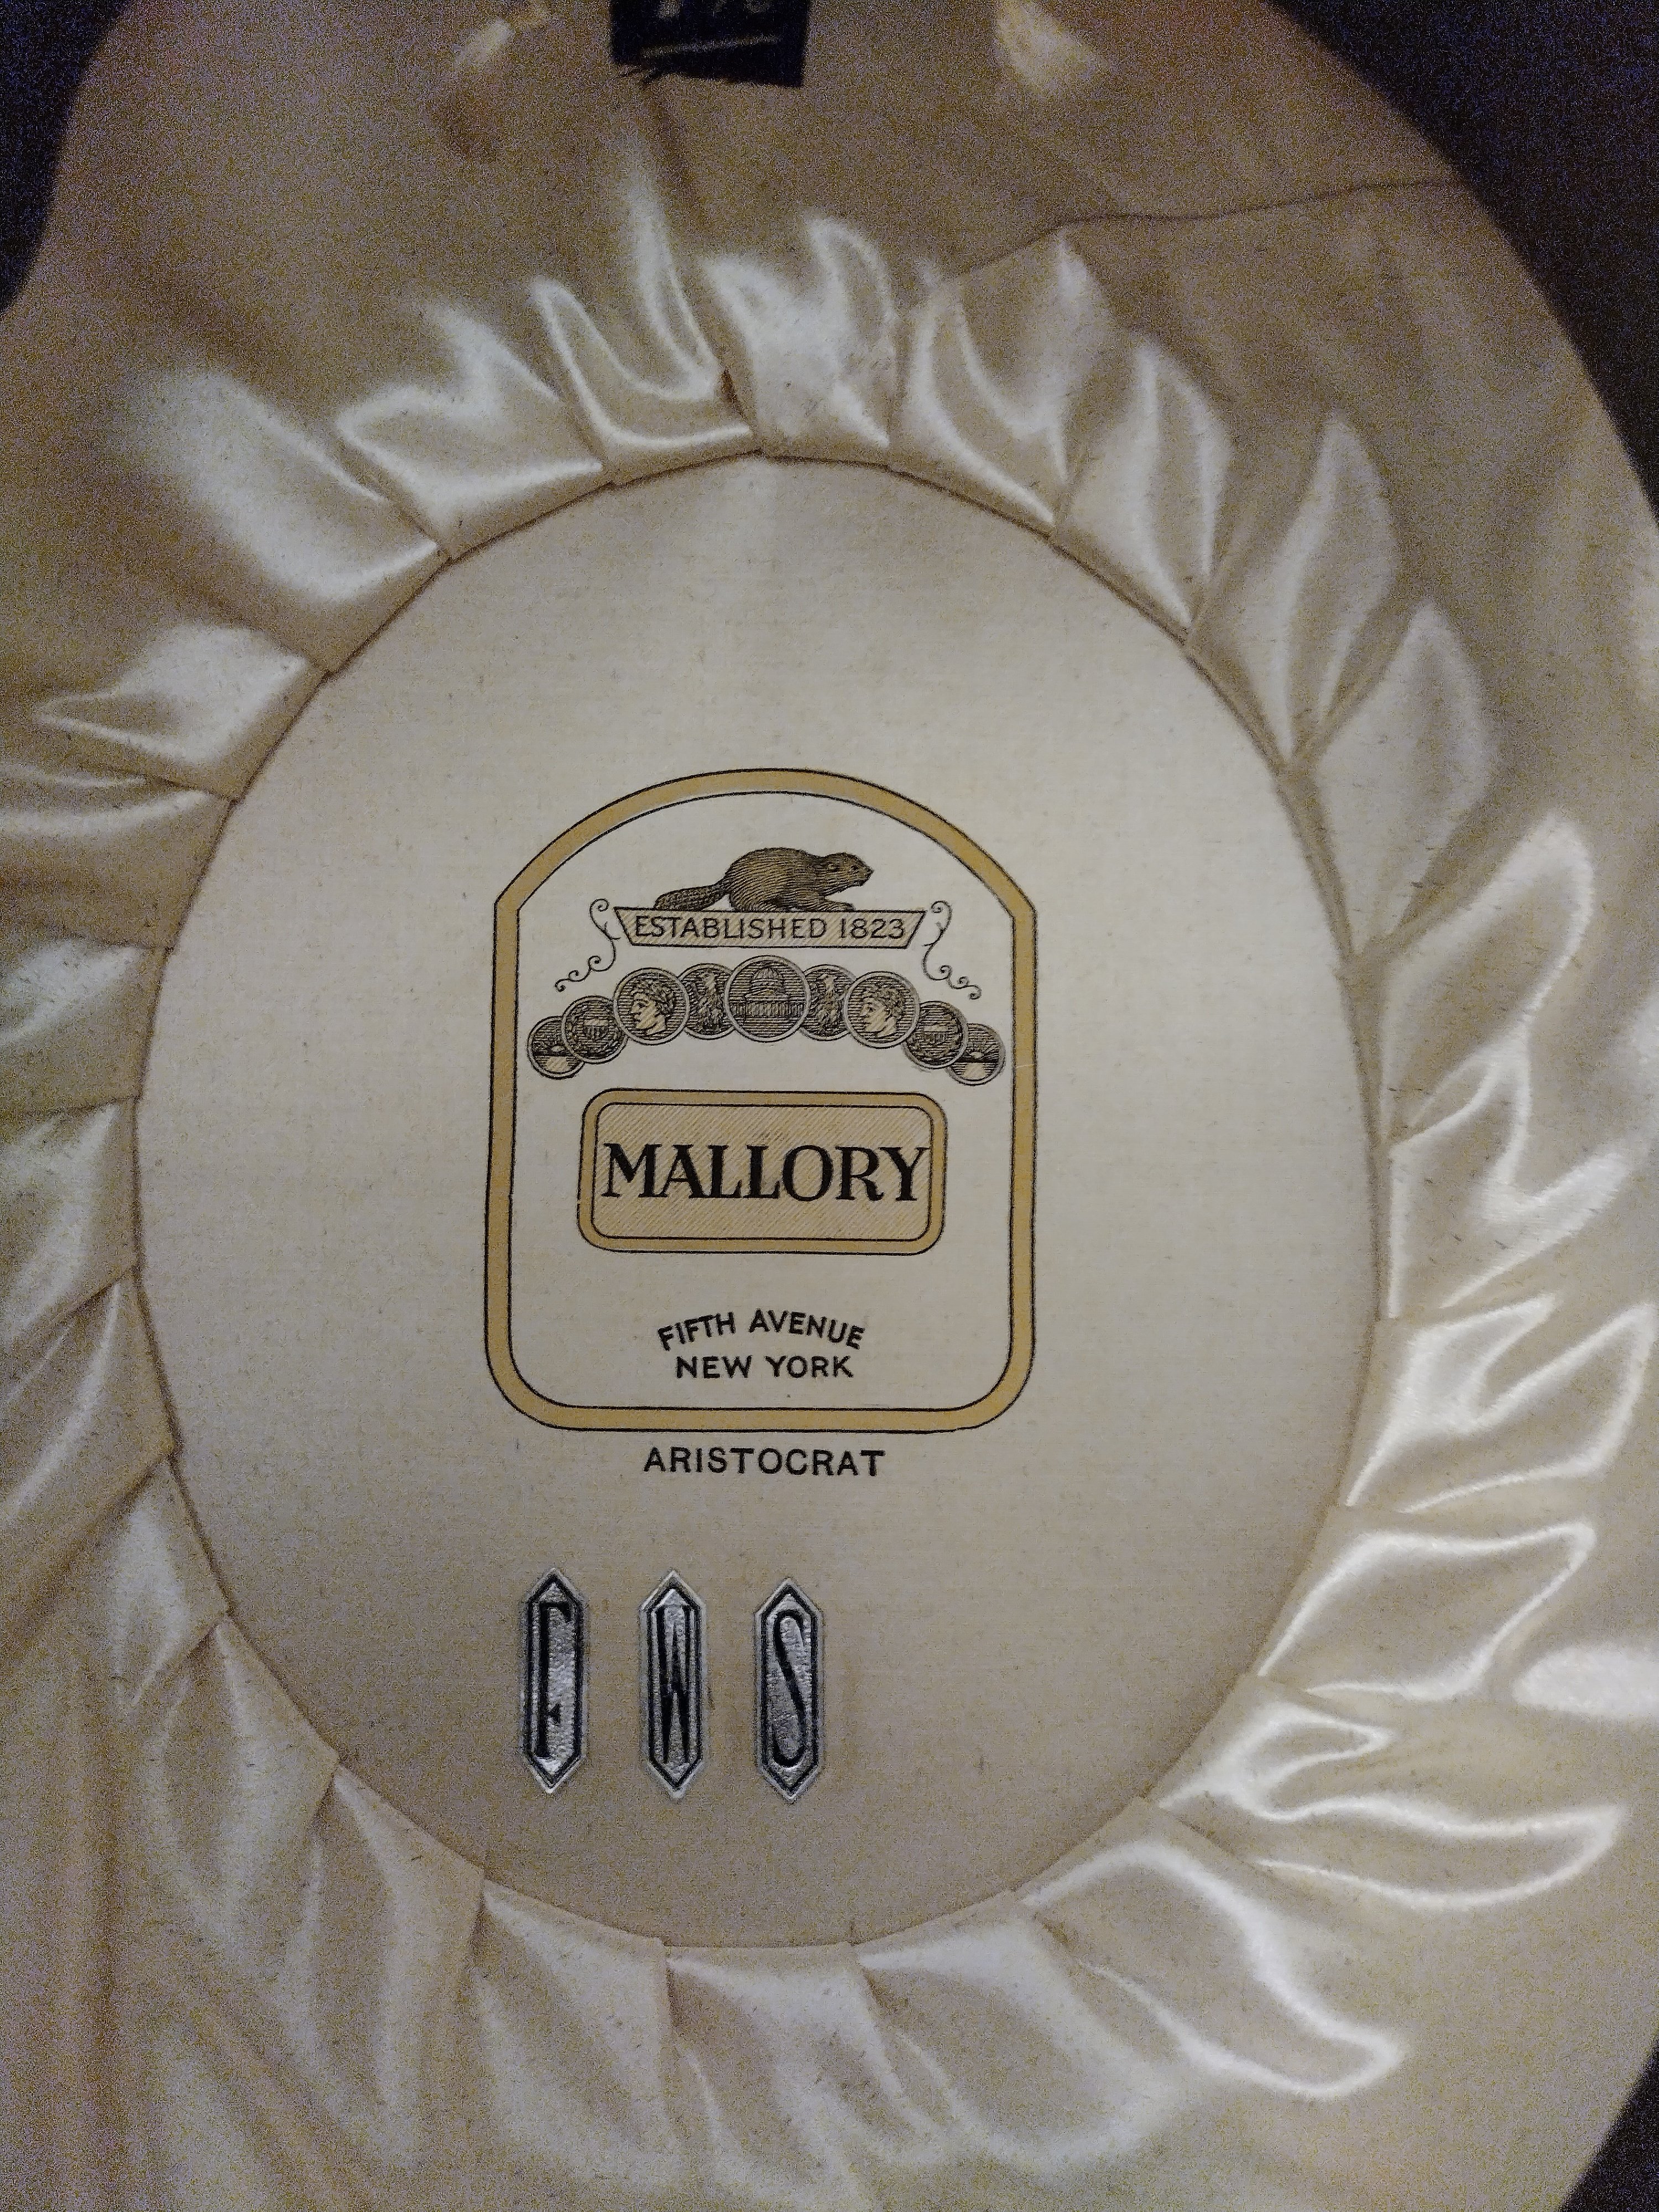 ESTABLISHED 1823
MALLORY
FIFTH AVENUE
NEW YORK
ARISTOCRAT
F W S